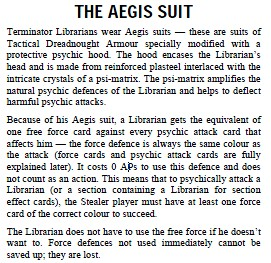 THE AEGIS SUIT
Terminator Librarians wear Aegis suits — these are suits of
Tactical Dreadnought Armour specially modified with a
protective psychic hood. The hood encases the Librarian's
head and is made from reinforced plasteel interlaced with the
intricate crystals of a psi-matrix. The psi-matrix amplifies the
natural psychic defences of the Librarian and helps to deflect
harmful psychic attacks.
Because of his Aegis suit, a Librarian gets the equivalent of
one free force card against every psychic attack card that
affects him — the force defence is always the same colour as
the attack (force cards and psychic attack cards are fully
explained later). It costs 0 APs to use this defence and does
not count as an action. This means that to psychically attack a
Librarian (or a section containing a Librarian for section
effect cards), the Stealer player must have at least one force
card of the correct colour to succeed.
The Librarian does not have to use the free force if he doesn't
want to. Force defences not used immediately cannot be
saved up; they are lost.